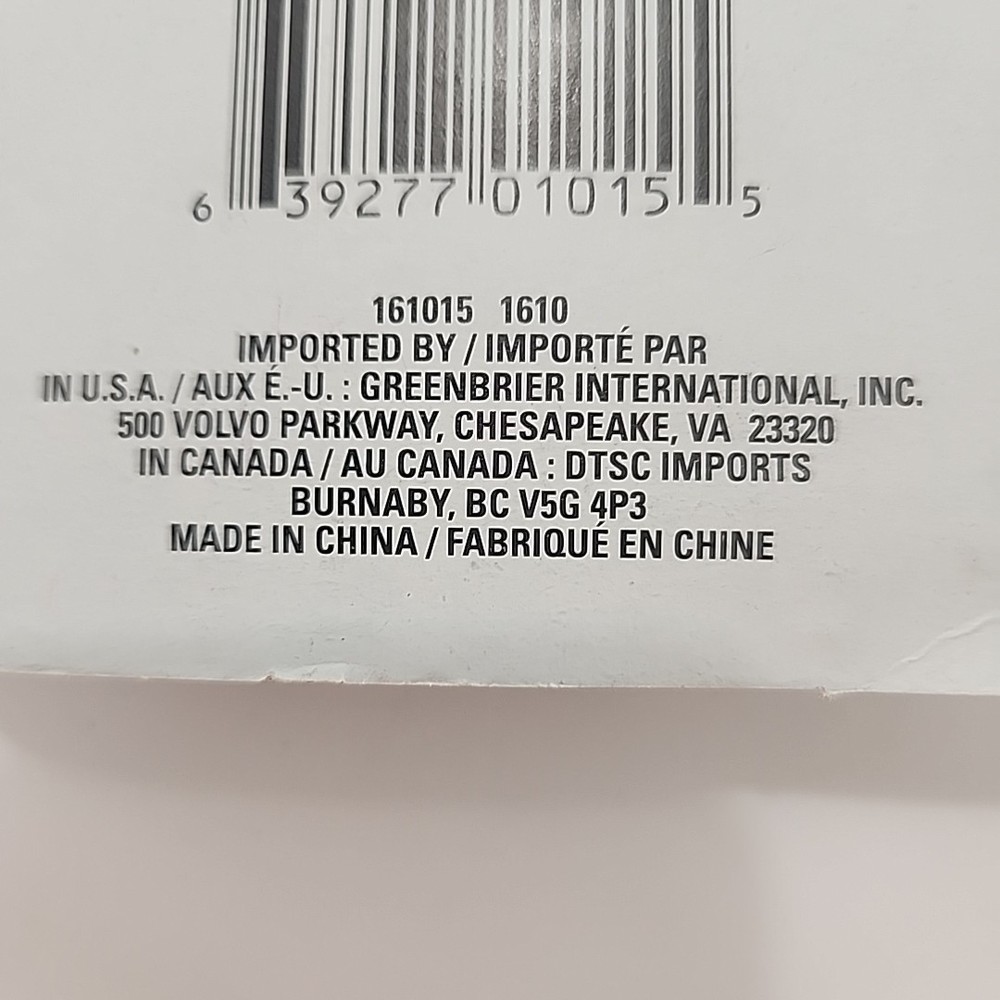 6 39277 01015 5
161015 1610
IMPORTED BY / IMPORTÉ PAR
IN U.S.A. / AUX É.-U. : GREENBRIER INTERNATIONAL, INC.
500 VOLVO PARKWAY, CHESAPEAKE, VA 23320
IN CANADA / AU CANADA : DTSC IMPORTS
BURNABY, BC V5G 4P3
MADE IN CHINA / FABRIQUÉ EN CHINE